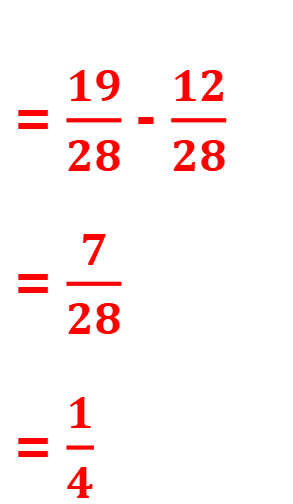 = 19/28 - 12/28
= 7/28
= 1/4